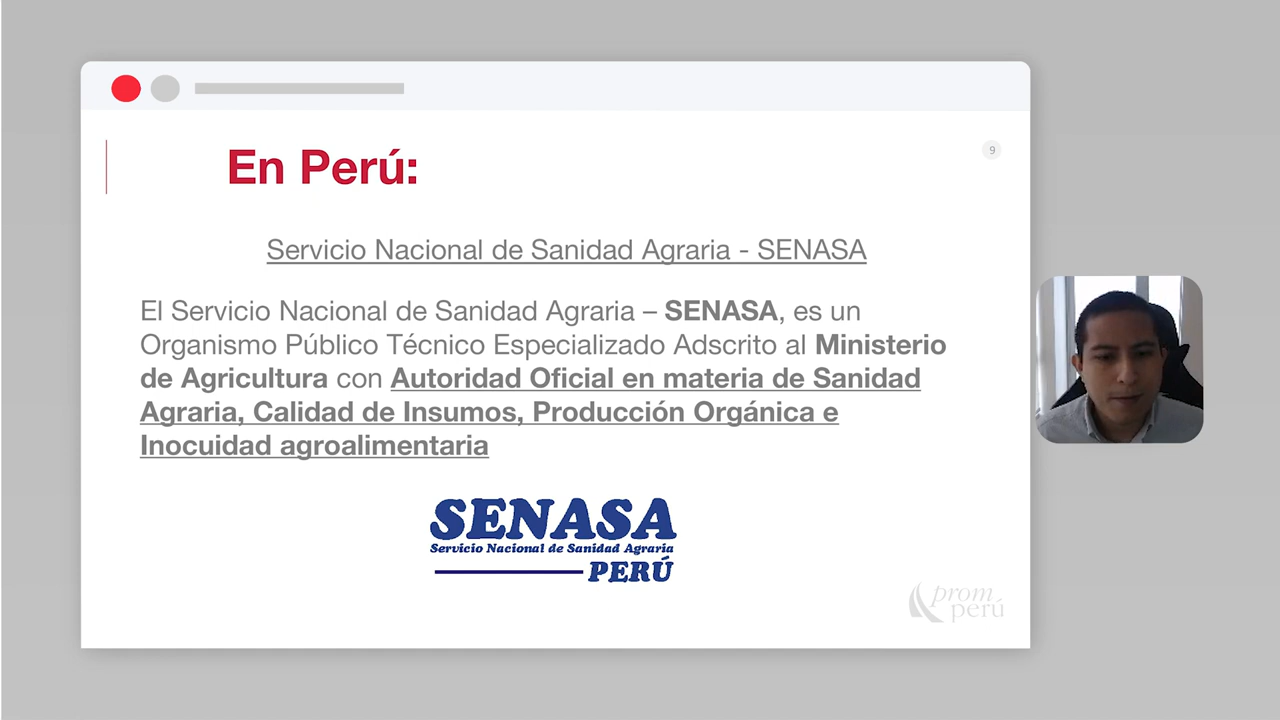 En Perú:
9
Servicio Nacional de Sanidad Agraria - SENASA
El Servicio Nacional de Sanidad Agraria – SENASA, es un
Organismo Público Técnico Especializado Adscrito al Ministerio
de Agricultura con Autoridad Oficial en materia de Sanidad
Agraria, Calidad de Insumos, Producción Orgánica e
Inocuidad agroalimentaria
SENASA
Servicio Nacional de Sanidad Agraria
PERÚ
prom
perú